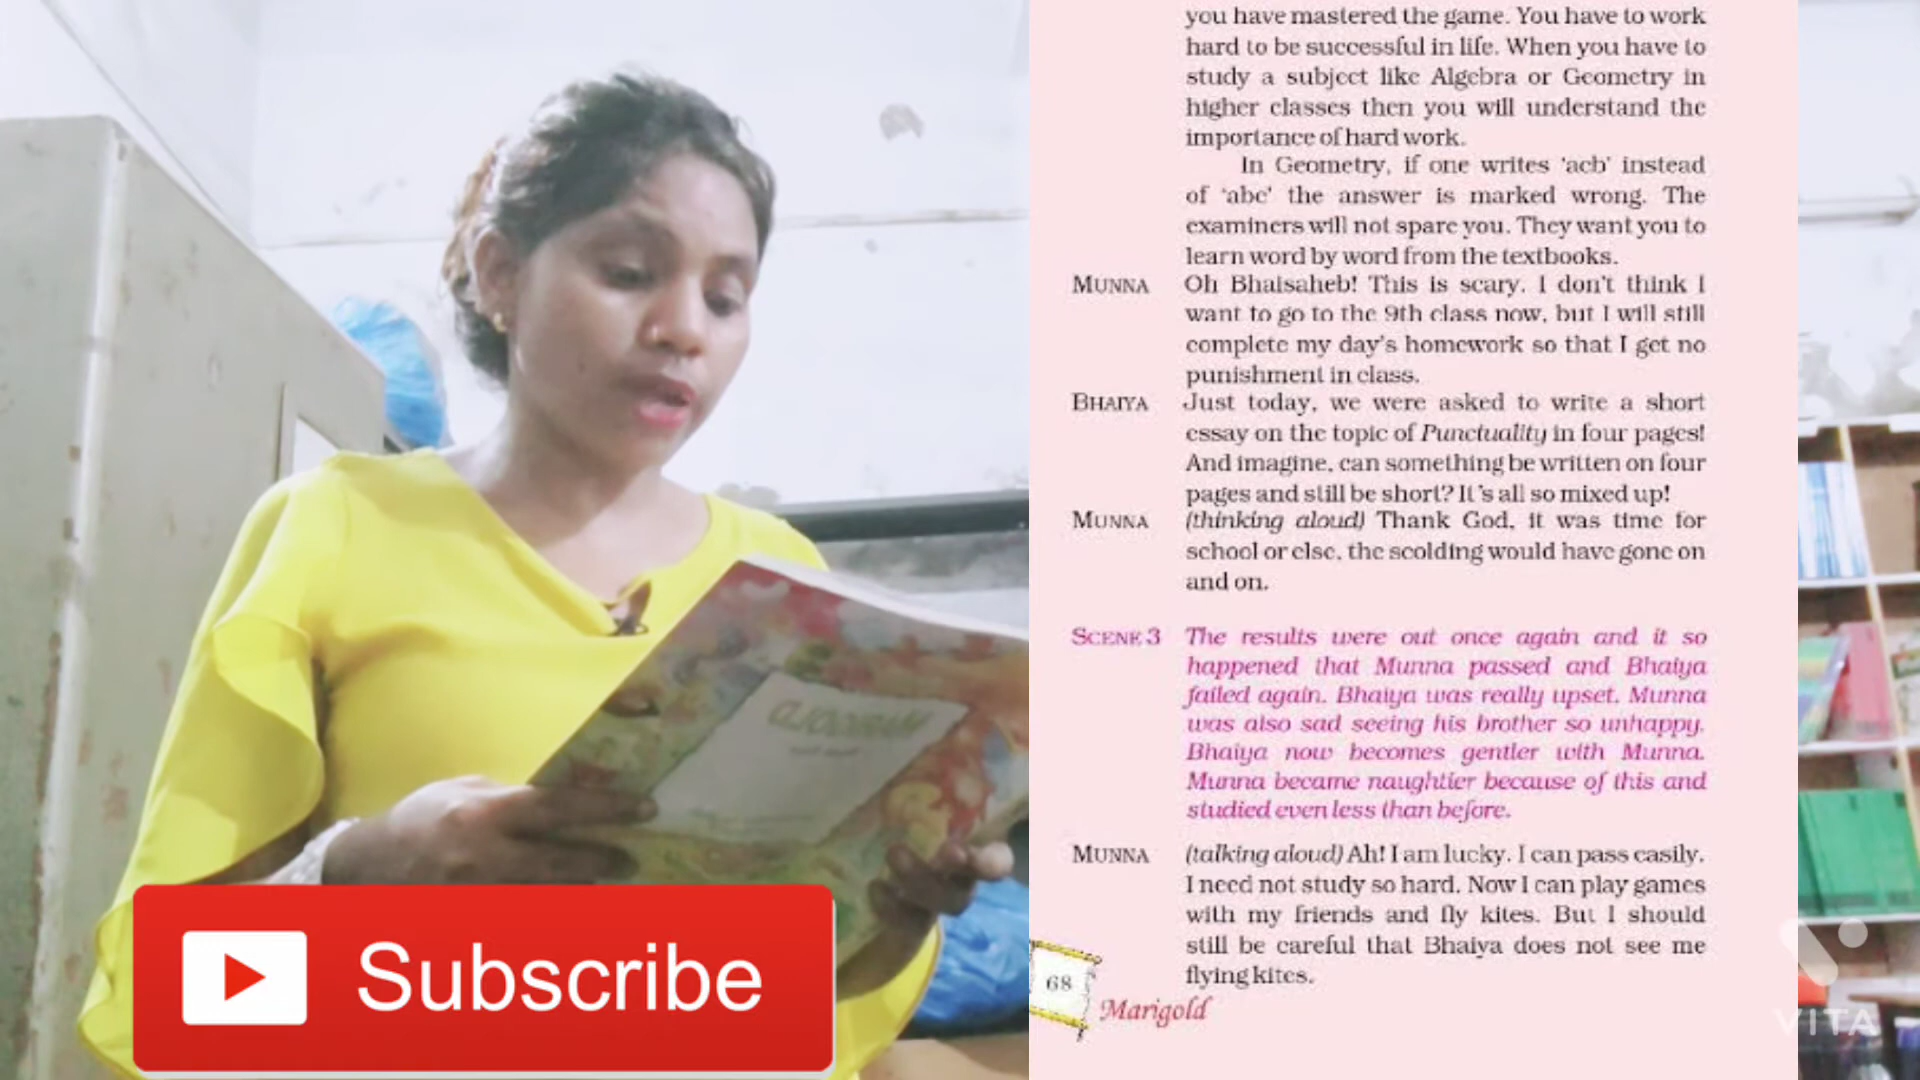 you have mastered the game. You have to work
hard to be successful in life. When you have to
study a subject like Algebra or Geometry in
higher classes then you will understand the
importance of hard work.
In Geometry, if one writes ‘acb’ instead
of ‘abc’ the answer is marked wrong. The
examiners will not spare you. They want you to
learn word by word from the textbooks.
MUNNA Oh Bhaisaheb! This is scary. I don’t think I
want to go to the 9th class now, but I will still
complete my day’s homework so that I get no
punishment in class.
BHAIYA Just today, we were asked to write a short
essay on the topic of Punctuality in four pages!
And imagine, can something be written on four
pages and still be short? It’s all so mixed up!
MUNNA (thinking aloud) Thank God, it was time for
school or else, the scolding would have gone on
and on.
SCENE 3 The results were out once again and it so
happened that Munna passed and Bhaiya
failed again. Bhaiya was really upset. Munna
was also sad seeing his brother so unhappy.
Bhaiya now becomes gentler with Munna.
Munna became naughtier because of this and
studied even less than before.
MUNNA (talking aloud) Ah! I am lucky. I can pass easily.
I need not study so hard. Now I can play games
with my friends and fly kites. But I should
still be careful that Bhaiya does not see me
flying kites.
68
Marigold
Subscribe
VITA